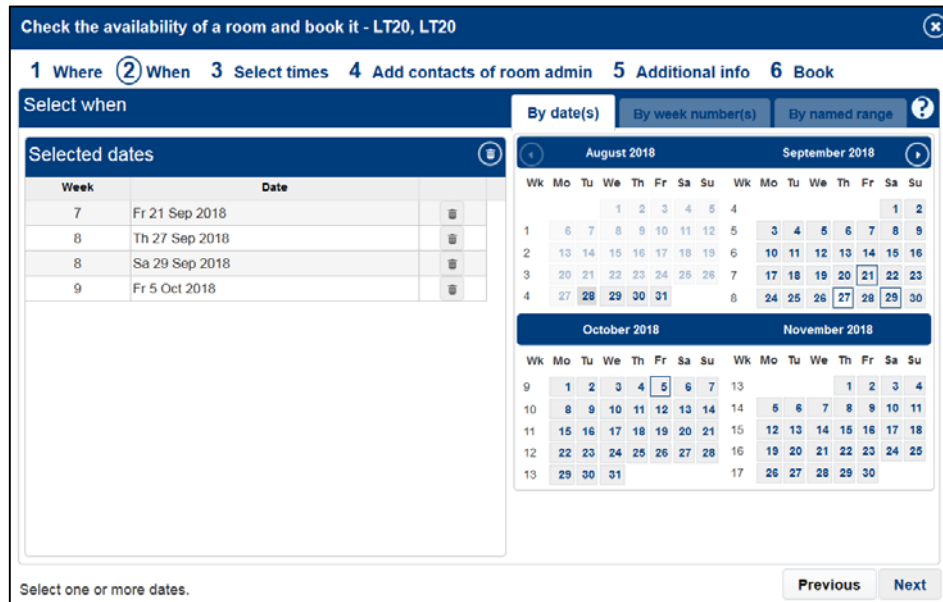 Check the availability of a room and book it - LT20, LT20
1 Where 2 When 3 Select times 4 Add contacts of room admin 5 Additional info 6 Book
Select when
By date(s) By week number(s) By named range ?
Selected dates
Week Date
7 Fr 21 Sep 2018
8 Th 27 Sep 2018
8 Sa 29 Sep 2018
9 Fr 5 Oct 2018
August 2018
Wk Mo Tu We Th Fr Sa Su
1 2 3 4 5
1 6 7 8 9 10 11 12
2 13 14 15 16 17 18 19
3 20 21 22 23 24 25 26
4 27 28 29 30 31
September 2018
Wk Mo Tu We Th Fr Sa Su
4 1 2
5 3 4 5 6 7 8 9
6 10 11 12 13 14 15 16
7 17 18 19 20 21 22 23
8 24 25 26 27 28 29 30
October 2018
Wk Mo Tu We Th Fr Sa Su
9 1 2 3 4 5 6 7
10 8 9 10 11 12 13 14
11 15 16 17 18 19 20 21
12 22 23 24 25 26 27 28
13 29 30 31
November 2018
Wk Mo Tu We Th Fr Sa Su
13 1 2 3 4
14 5 6 7 8 9 10 11
15 12 13 14 15 16 17 18
16 19 20 21 22 23 24 25
17 26 27 28 29 30
Select one or more dates.
Previous Next